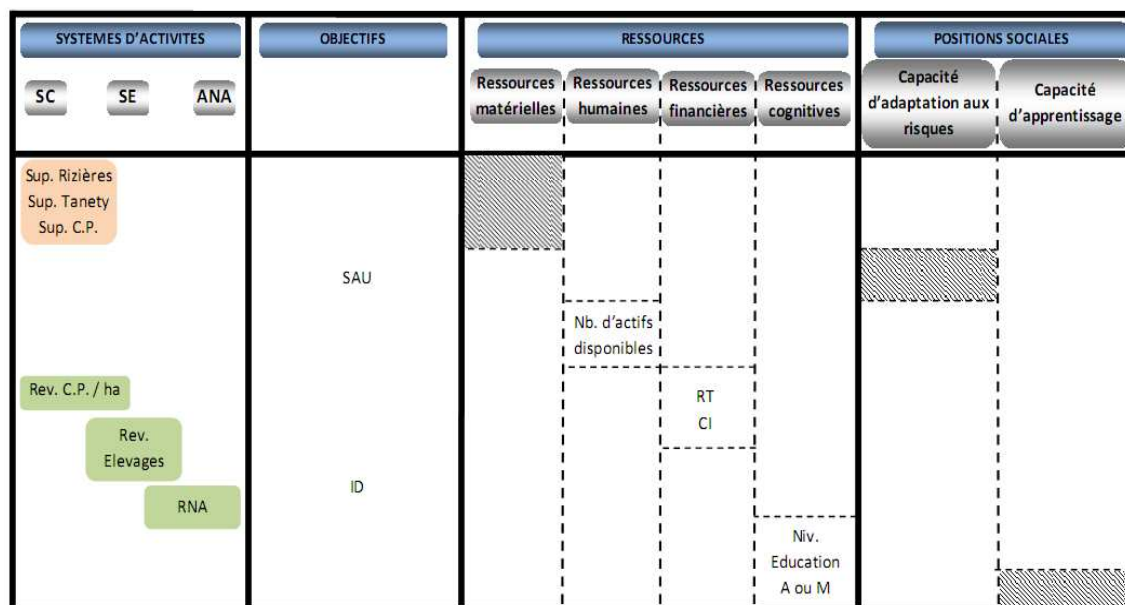 SYSTEMES D'ACTIVITES
OBJECTIFS
RESSOURCES
POSITIONS SOCIALES
SC
SE
ANA
Ressources
matérielles
Ressources
humaines
Ressources
financières
Ressources
cognitives
Capacité
d'adaptation aux
risques
Capacité
d'apprentissage
Sup. Rizières
Sup. Tanety
Sup. C.P.
SAU
Nb. d'actifs
disponibles
Rev. C.P. / ha
RT
CI
Rev.
Elevages
ID
RNA
Niv.
Education
A ou M